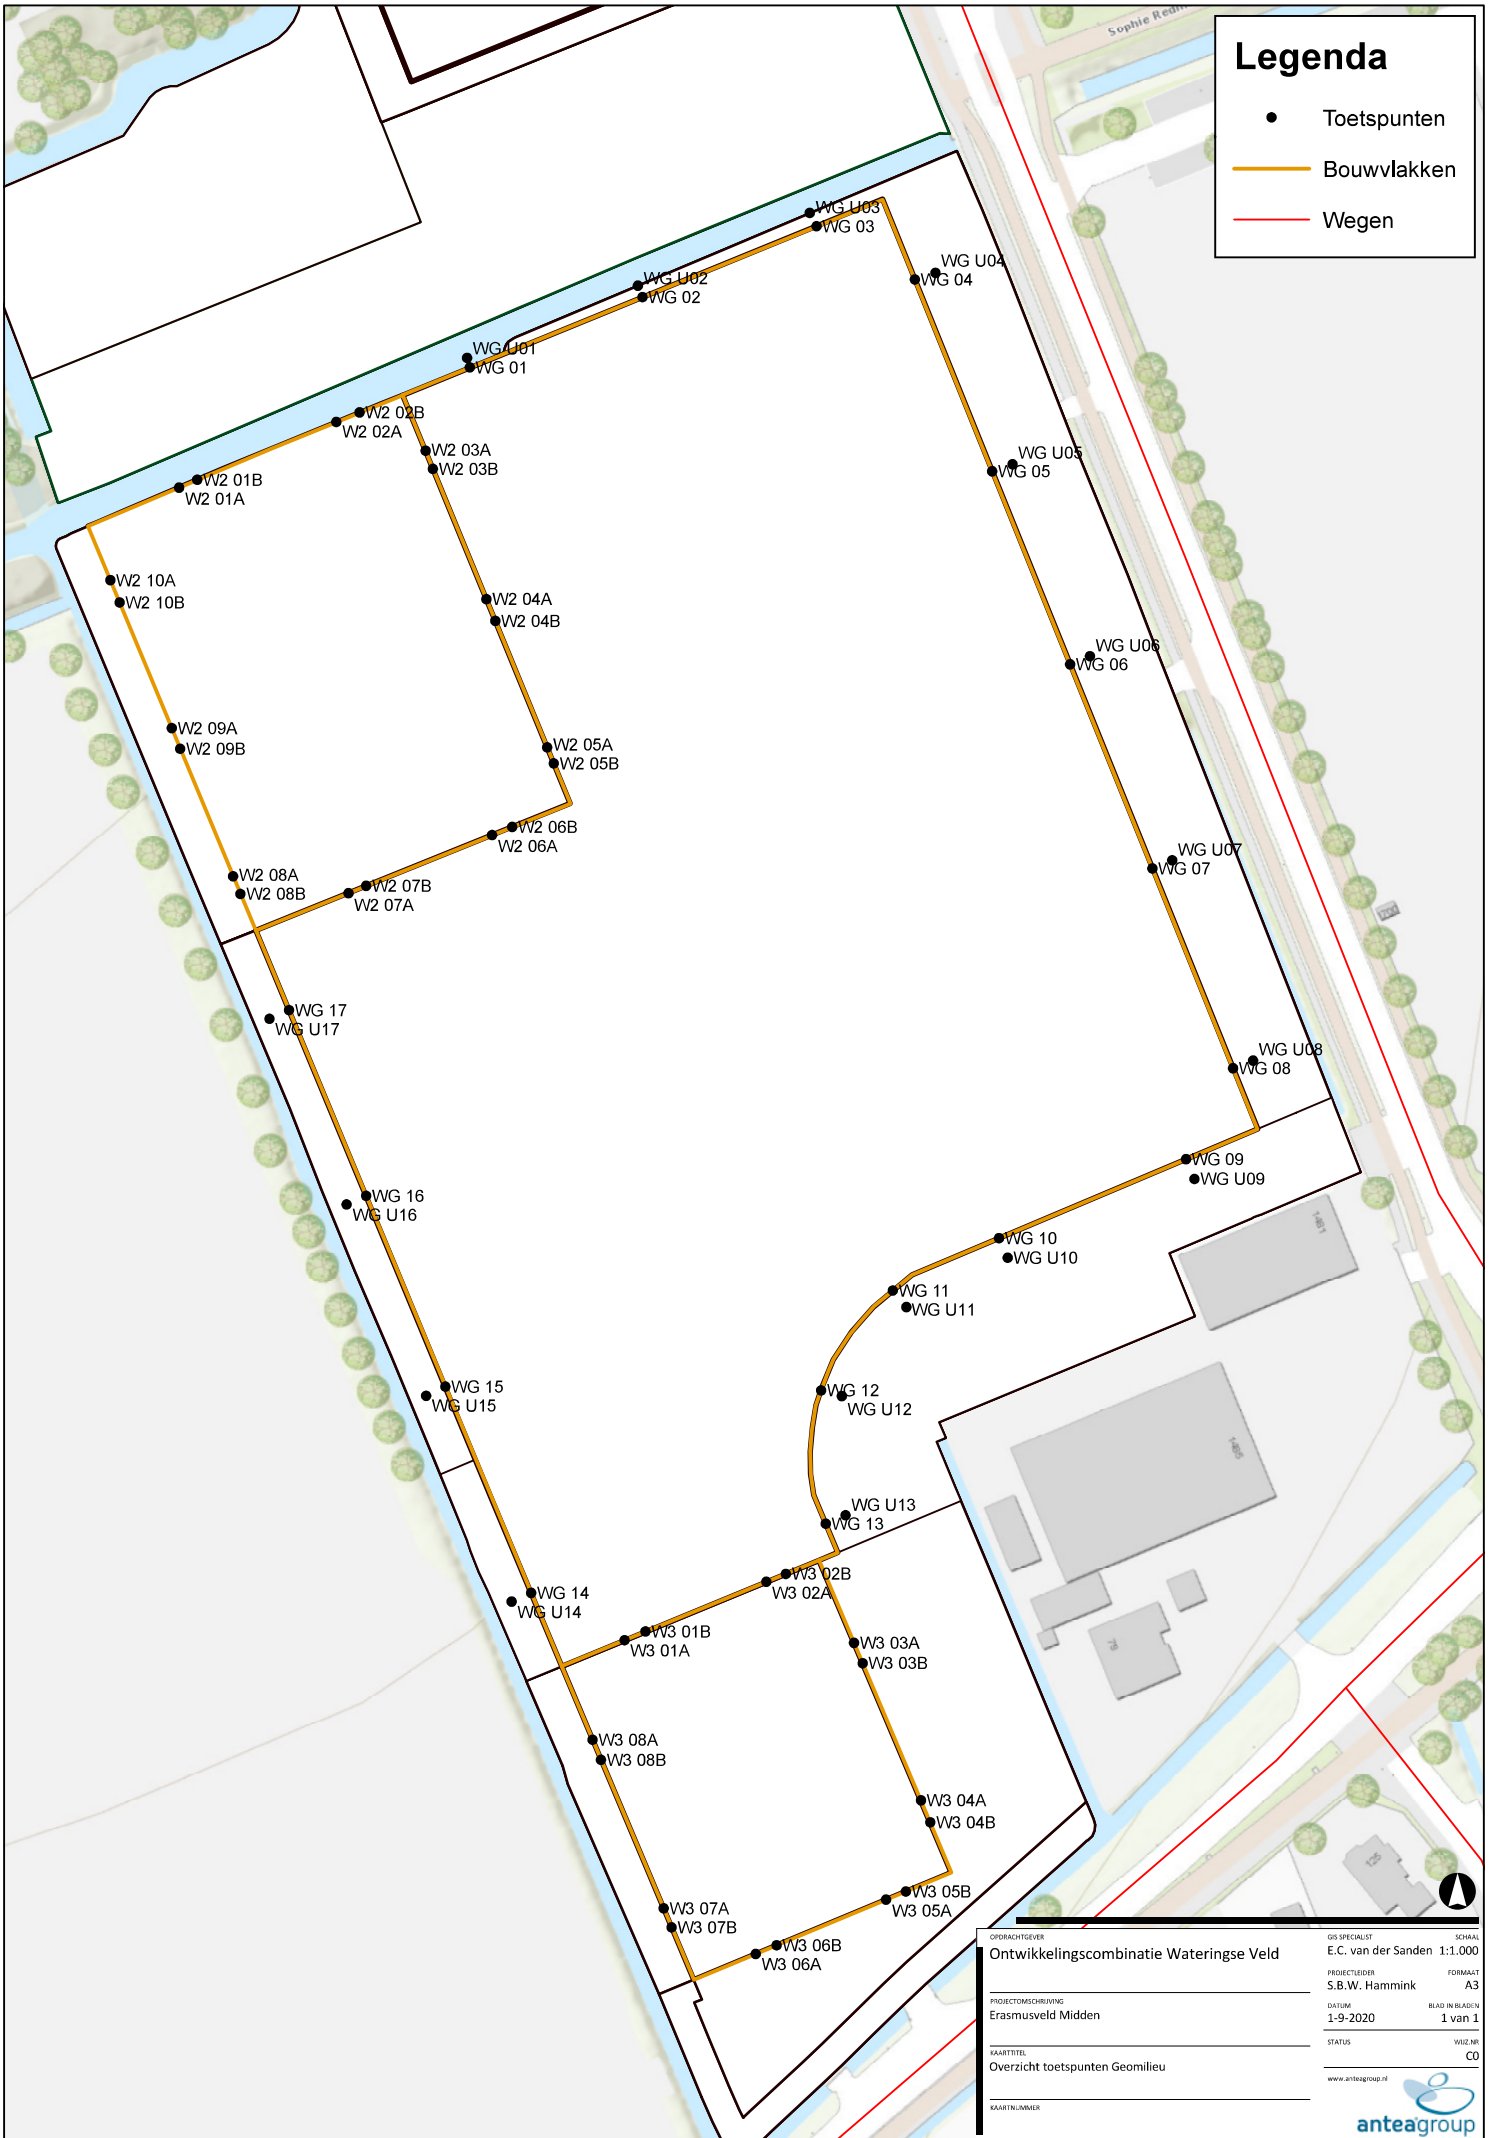 Sophie
Legenda
Toetspunten
Bouwvlakken
Wegen
WG U03
WG 03
WG U04
WG 04
WG U02
WG 02
WG U01
WG 01
W2 02B
W2 02A
W2 03A
W2 03B
WG U05
WG 05
W2 01B
W2 01A
W2 10A
W2 10B
W2 04A
W2 04B
WG U06
WG 06
W2 09A
W2 09B
W2 05A
W2 05B
W2 06B
W2 06A
WG U07
WG 07
W2 08A
W2 08B
W2 07B
W2 07A
WG 17
WG U17
WG U08
WG 08
WG 09
WG U09
WG 16
WG U16
WG 10
WG U10
WG 11
WG U11
1481
WG 15
WG U15
WG 12
WG U12
1485
WG U13
WG 13
W3 02B
W3 02A
WG 14
WG U14
W3 01B
W3 01A
W3 03A
W3 03B
78
W3 08A
W3 08B
W3 04A
W3 04B
125
W3 05B
W3 05A
W3 07A
W3 07B
W3 06B
W3 06A
OPDRACHTGEVER
Ontwikkelingscombinatie Wateringse Veld
PROJECTOMSCHRIJVING
Erasmusveld Midden
KAARTTITEL
Overzicht toetspunten Geomilieu
KAARTNUMMER
GIS SPECIALIST SCHAAL
E.C. van der Sanden 1:1.000
PROJECTLEIDER FORMAAT
S.B.W. Hammink A3
DATUM BLAD IN BLADEN
1-9-2020 1 van 1
STATUS WIJZ.NR
C0
www.anteagroup.nl
anteagroup